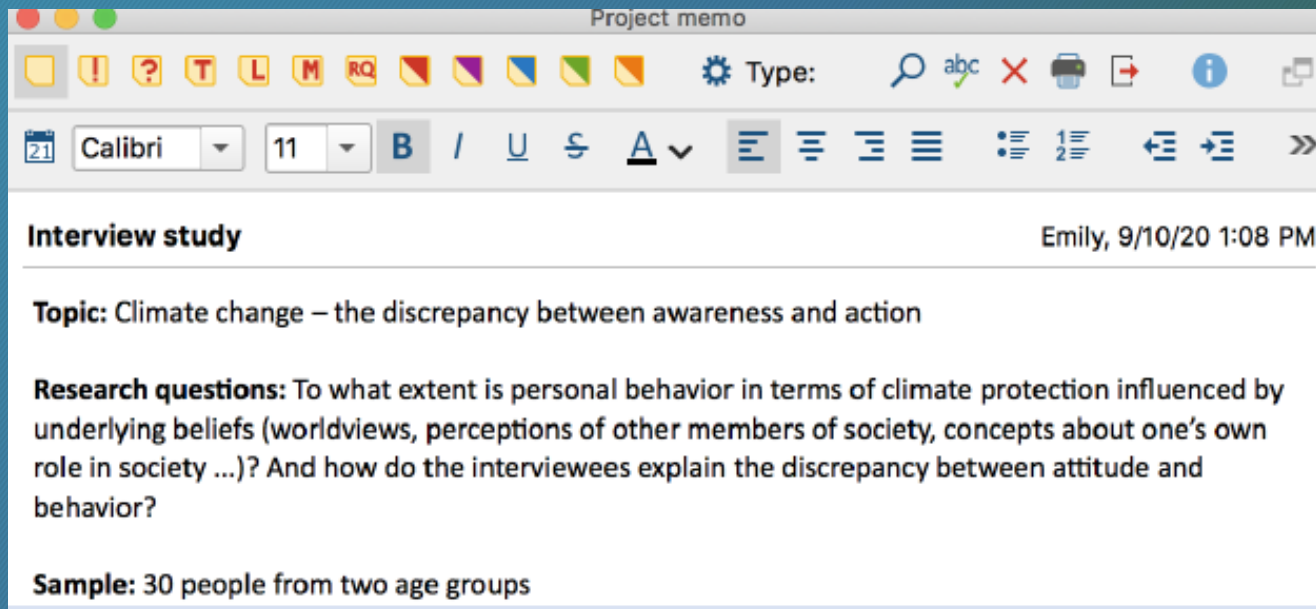 Project memo
! ? T L M RQ Type: abc i
21 Calibri 11 B I U S A 1 2
Interview study Emily, 9/10/20 1:08 PM
Topic: Climate change – the discrepancy between awareness and action
Research questions: To what extent is personal behavior in terms of climate protection influenced by
underlying beliefs (worldviews, perceptions of other members of society, concepts about one's own
role in society ...)? And how do the interviewees explain the discrepancy between attitude and
behavior?
Sample: 30 people from two age groups